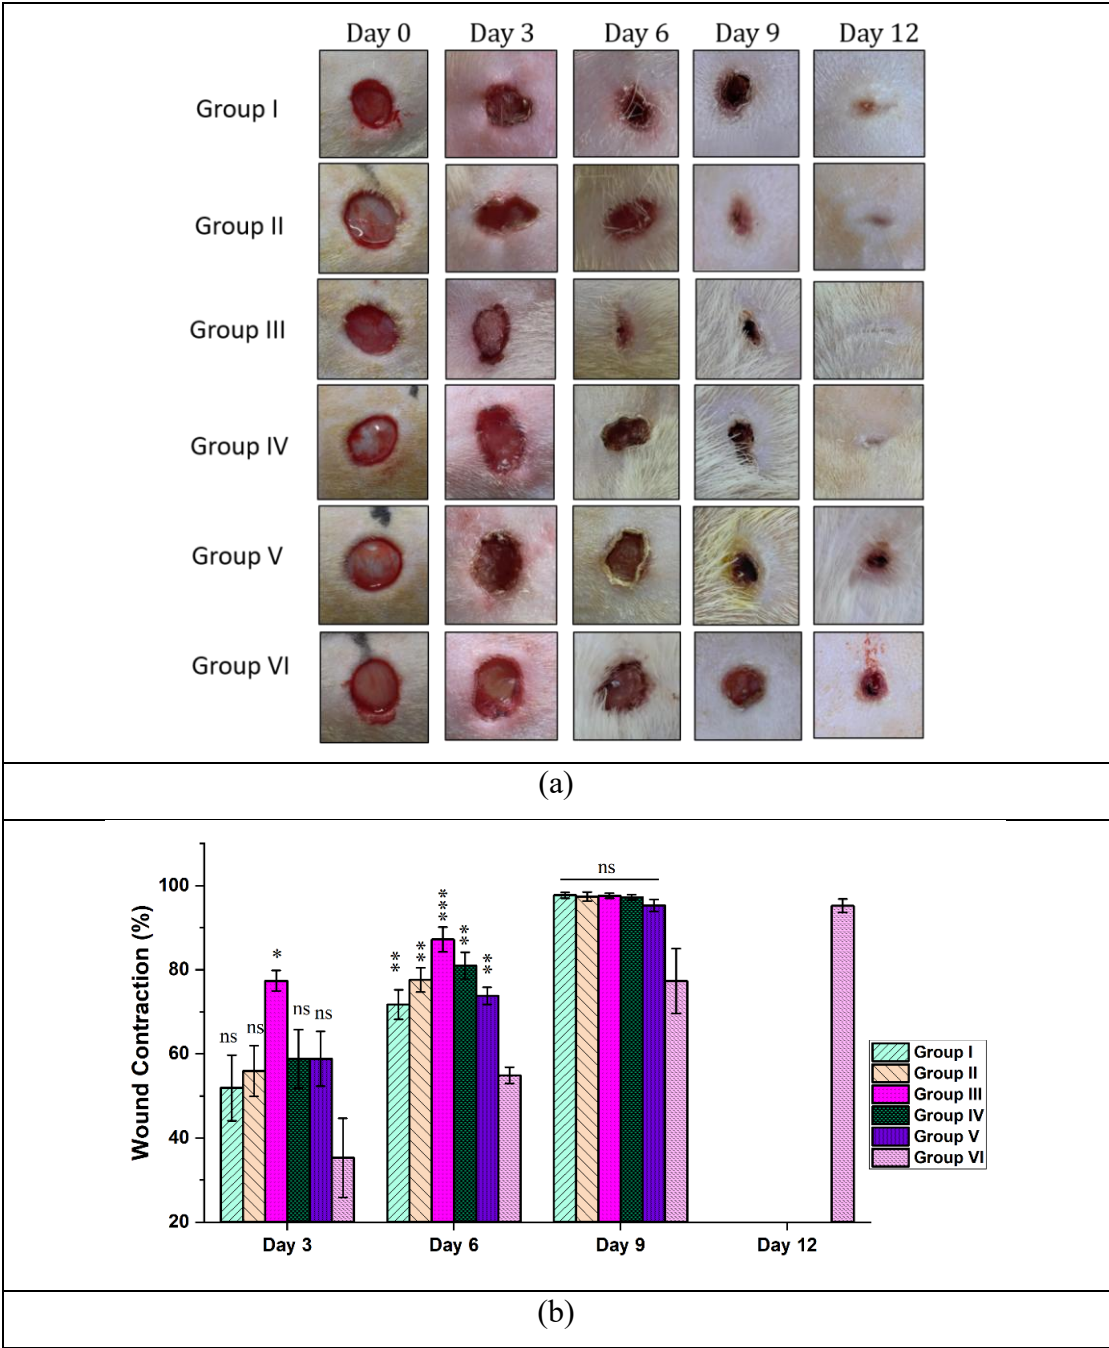 Day 0 Day 3 Day 6 Day 9 Day 12
Group I
Group II
Group III
Group IV
Group V
Group VI
(a)
ns
***
*
** ** ** **
ns ns ns ns
100
80
60
40
20
Wound Contraction (%)
Day 3 Day 6 Day 9 Day 12
Group I
Group II
Group III
Group IV
Group V
Group VI
(b)